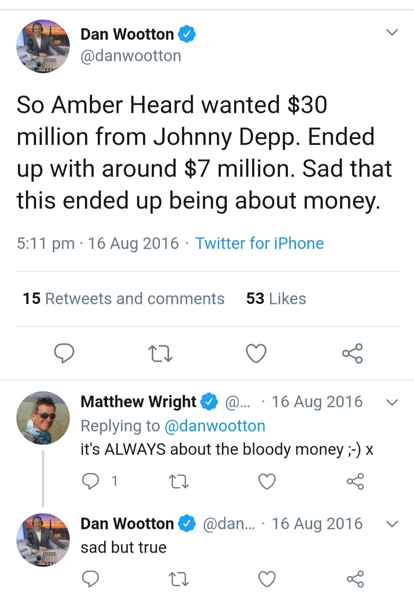 Dan Wootton
@danwootton
So Amber Heard wanted $30
million from Johnny Depp. Ended
up with around $7 million. Sad that
this ended up being about money.
5:11 pm · 16 Aug 2016 · Twitter for iPhone
15 Retweets and comments 53 Likes
Matthew Wright @... · 16 Aug 2016
Replying to @danwootton
it's ALWAYS about the bloody money ;-) x
1
Dan Wootton @dan... · 16 Aug 2016
sad but true